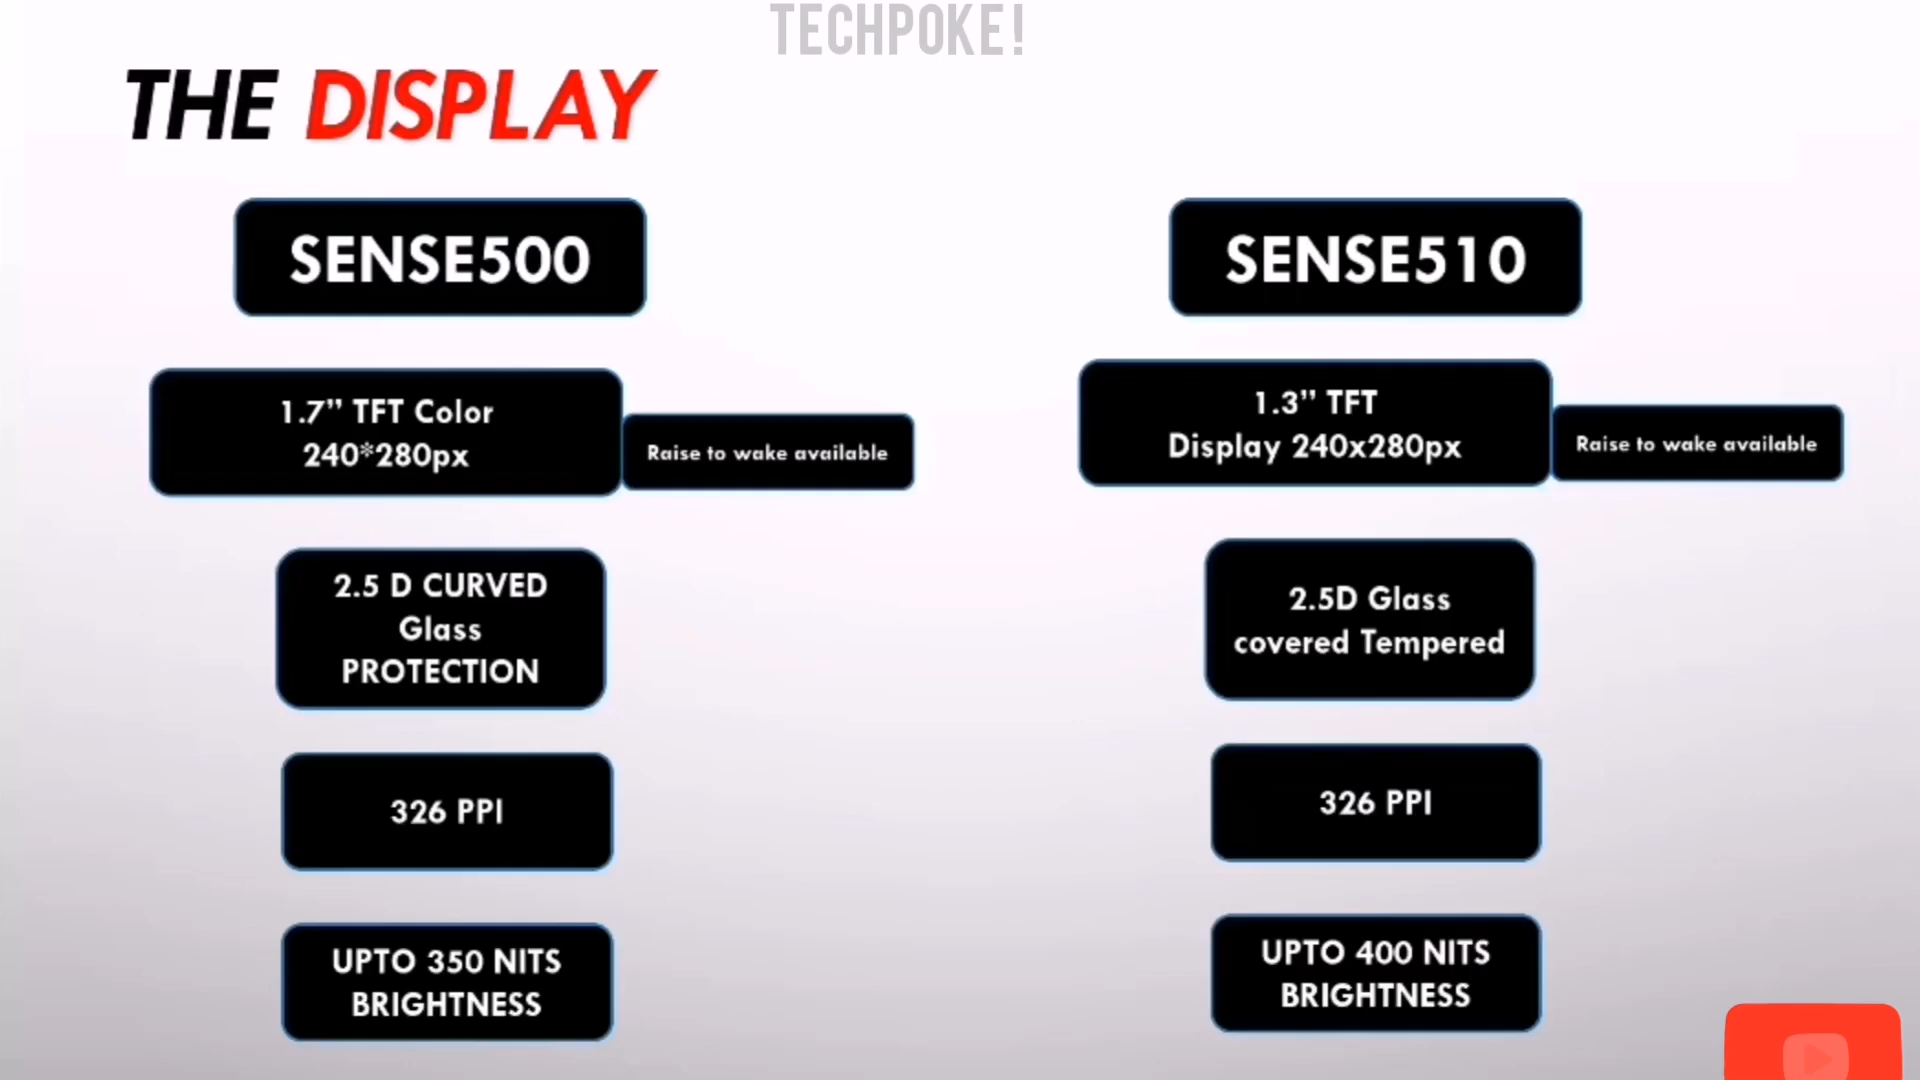 TECHPOKE!
THE DISPLAY
SENSE500
1.7” TFT Color
240*280px
Raise to wake available
2.5 D CURVED
Glass
PROTECTION
326 PPI
UPTO 350 NITS
BRIGHTNESS
SENSE510
1.3” TFT
Display 240x280px
Raise to wake available
2.5D Glass
covered Tempered
326 PPI
UPTO 400 NITS
BRIGHTNESS